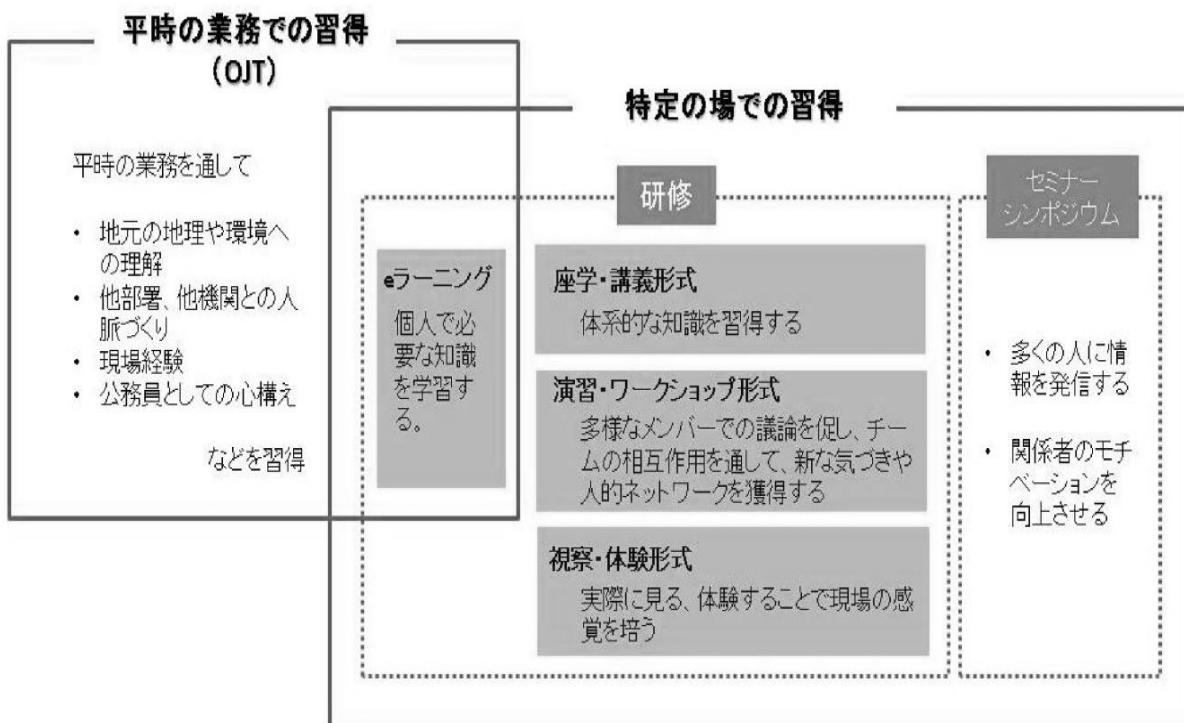 平時の業務での習得
(OJT)
平時の業務を通して
・ 地元の地理や環境へ
の理解
・ 他部署、他機関との人
脈づくり
・ 現場経験
・ 公務員としての心構え
などを習得
特定の場での習得
研修
eラーニング
個人で必
要な知識
を学習す
る。
座学・講義形式
体系的な知識を習得する
演習・ワークショップ形式
多様なメンバーでの議論を促し、チー
ムの相互作用を通して、新な気づきや
人的ネットワークを獲得する
視察・体験形式
実際に見る、体験することで現場の感
覚を培う
セミナー
シンポジウム
・ 多くの人に情
報を発信する
・ 関係者のモチ
ベーションを
向上させる